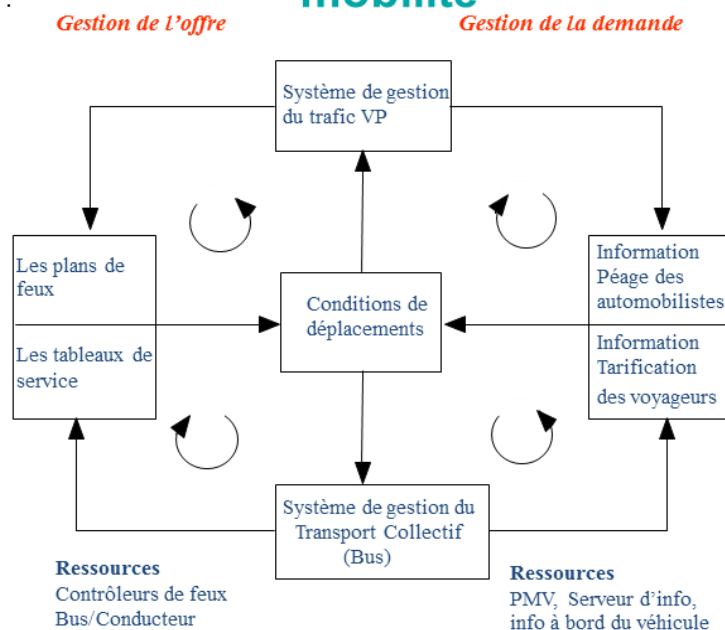 mobilité
.
Gestion de l'offre
Gestion de la demande
Système de gestion
du trafic VP
Les plans de
feux
Les tableaux de
service
Conditions de
déplacements
Information
Péage des
automobilistes
Information
Tarification
des voyageurs
Système de gestion du
Transport Collectif
(Bus)
Ressources
Contrôleurs de feux
Bus/Conducteur
Ressources
PMV, Serveur d'info,
info à bord du véhicule